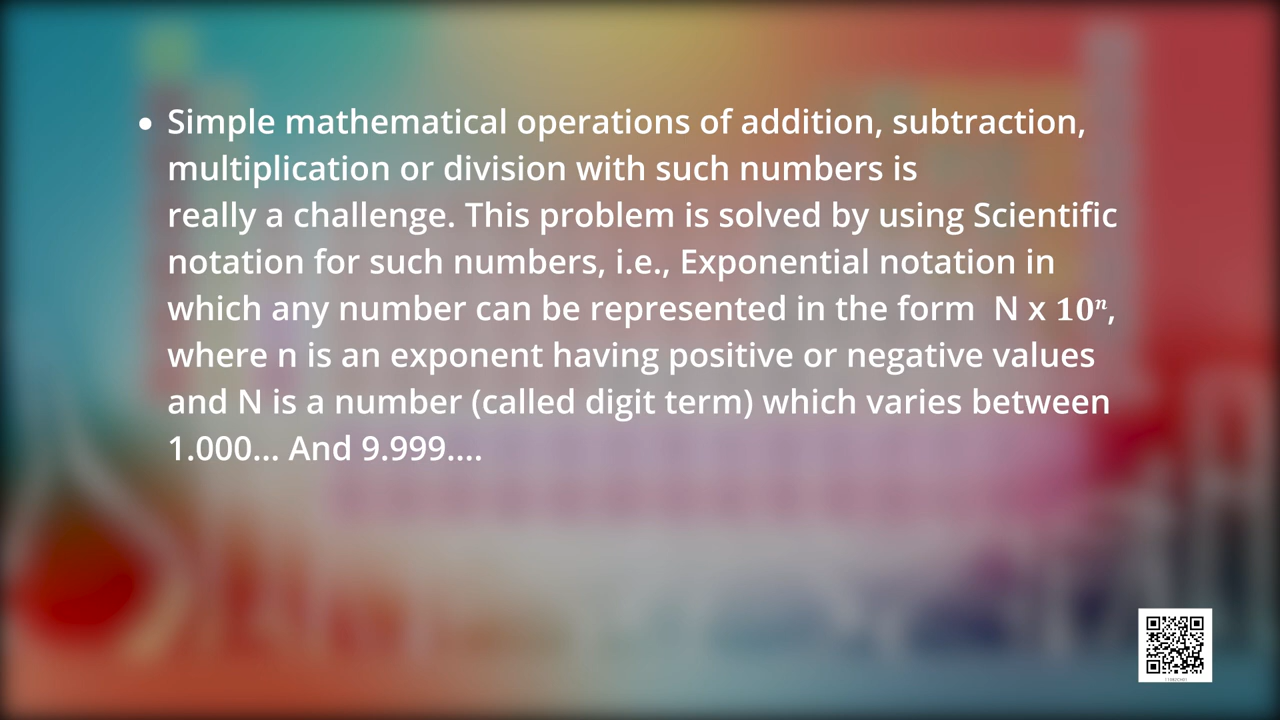 • Simple mathematical operations of addition, subtraction,
multiplication or division with such numbers is
really a challenge. This problem is solved by using Scientific
notation for such numbers, i.e., Exponential notation in
which any number can be represented in the form  N x 10ⁿ,
where n is an exponent having positive or negative values
and N is a number (called digit term) which varies between
1.000... And 9.999....